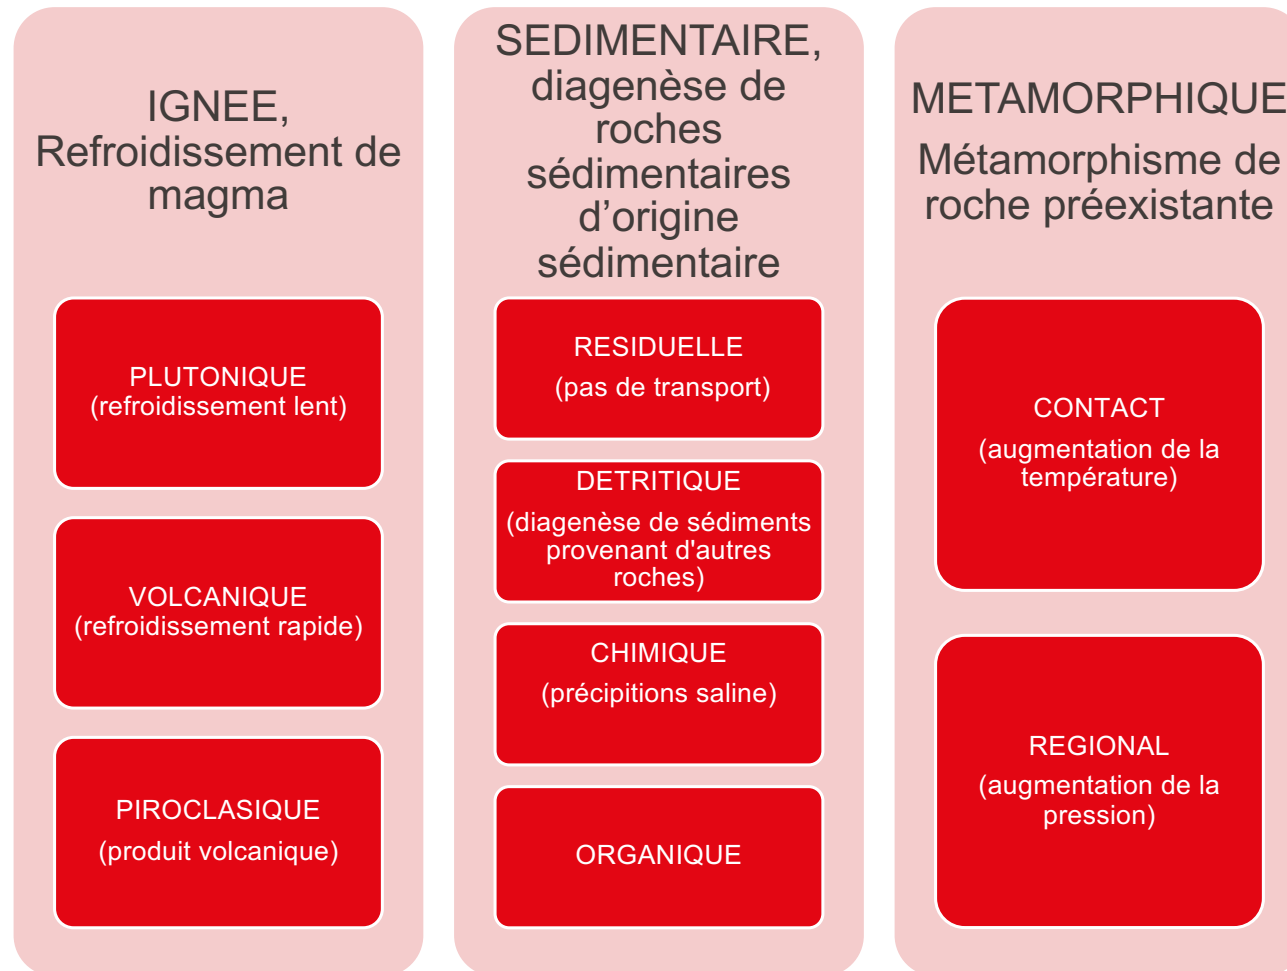 IGNEE,
Refroidissement de
magma
PLUTONIQUE
(refroidissement lent)
VOLCANIQUE
(refroidissement rapide)
PIROCLASIQUE
(produit volcanique)
SEDIMENTAIRE,
diagenèse de
roches
sédimentaires
d’origine
sédimentaire
RESIDUELLE
(pas de transport)
DETRITIQUE
(diagenèse de sédiments
provenant d'autres
roches)
CHIMIQUE
(précipitions saline)
ORGANIQUE
METAMORPHIQUE
Métamorphisme de
roche préexistante
CONTACT
(augmentation de la
température)
REGIONAL
(augmentation de la
pression)